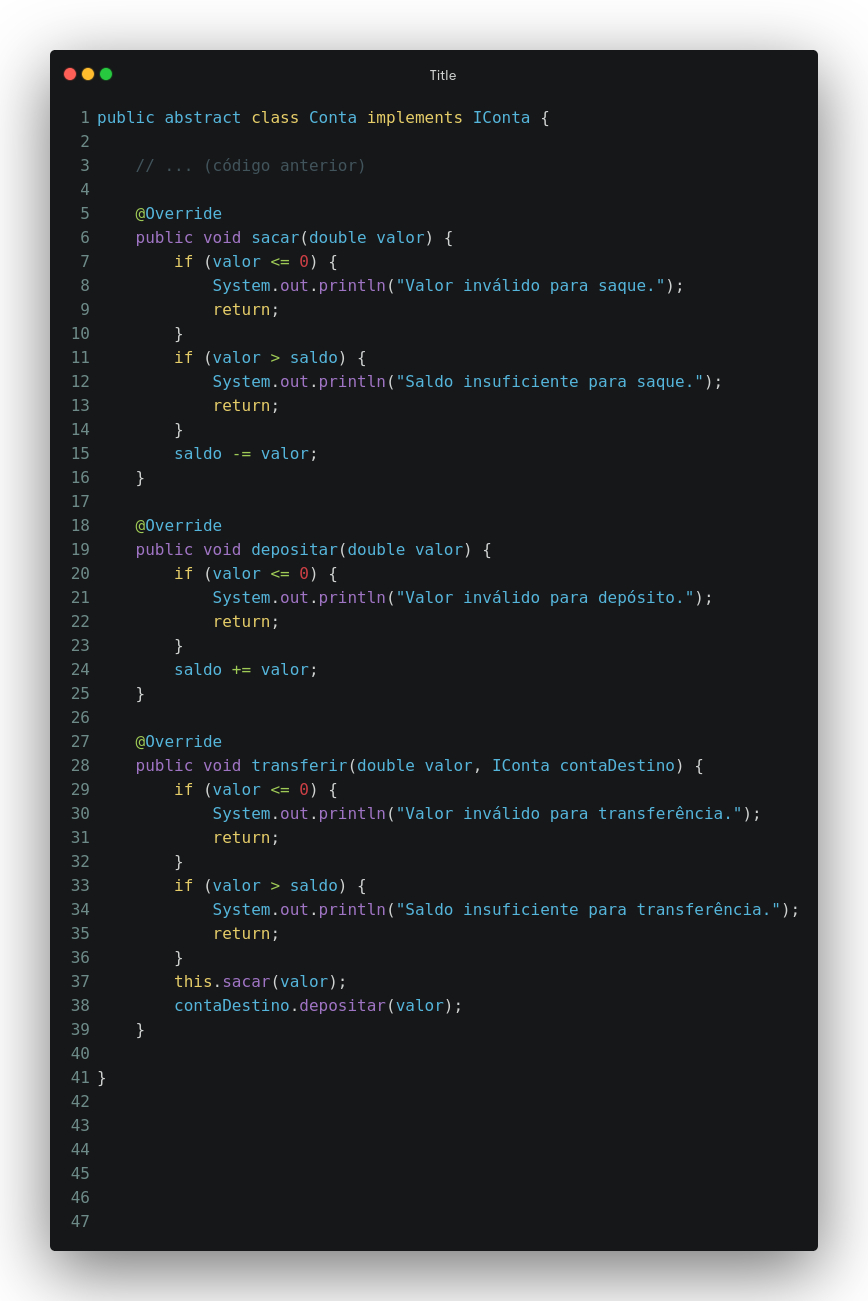 Title
1 public abstract class Conta implements IConta {
2
3     // ... (código anterior)
4
5     @Override
6     public void sacar(double valor) {
7         if (valor <= 0) {
8             System.out.println("Valor inválido para saque.");
9             return;
10         }
11         if (valor > saldo) {
12             System.out.println("Saldo insuficiente para saque.");
13             return;
14         }
15         saldo -= valor;
16     }
17
18     @Override
19     public void depositar(double valor) {
20         if (valor <= 0) {
21             System.out.println("Valor inválido para depósito.");
22             return;
23         }
24         saldo += valor;
25     }
26
27     @Override
28     public void transferir(double valor, IConta contaDestino) {
29         if (valor <= 0) {
30             System.out.println("Valor inválido para transferência.");
31             return;
32         }
33         if (valor > saldo) {
34             System.out.println("Saldo insuficiente para transferência.");
35             return;
36         }
37         this.sacar(valor);
38         contaDestino.depositar(valor);
39     }
40
41 }
42
43
44
45
46
47